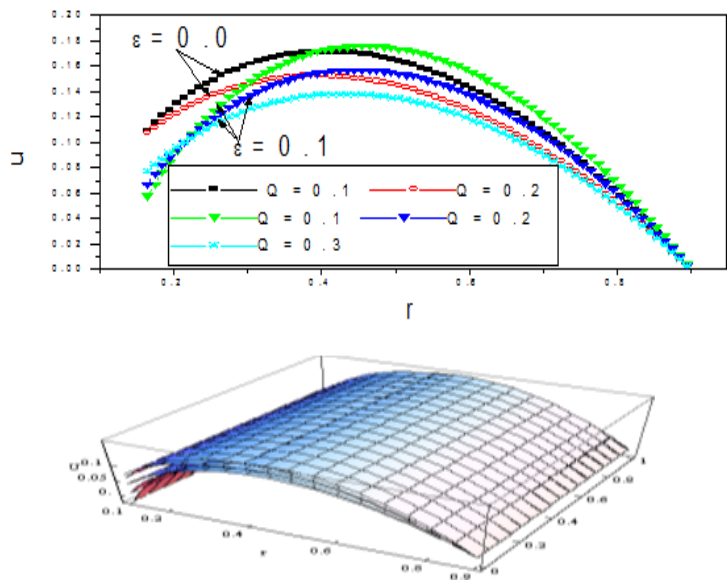 0.20
0.18
0.16
0.14
0.12
0.10
0.08
0.06
0.04
0.02
0.00
u
ε = 0 . 0
ε = 0 . 1
Q = 0 . 1
Q = 0 . 2
Q = 0 . 1
Q = 0 . 2
Q = 0 . 3
0.2
0.4
0.6
0.8
r
0.1
0.05
0.
U
0.1
0.2
0.4
0.6
0.8
0.9
r
0
0.2
0.4
0.6
0.8
1